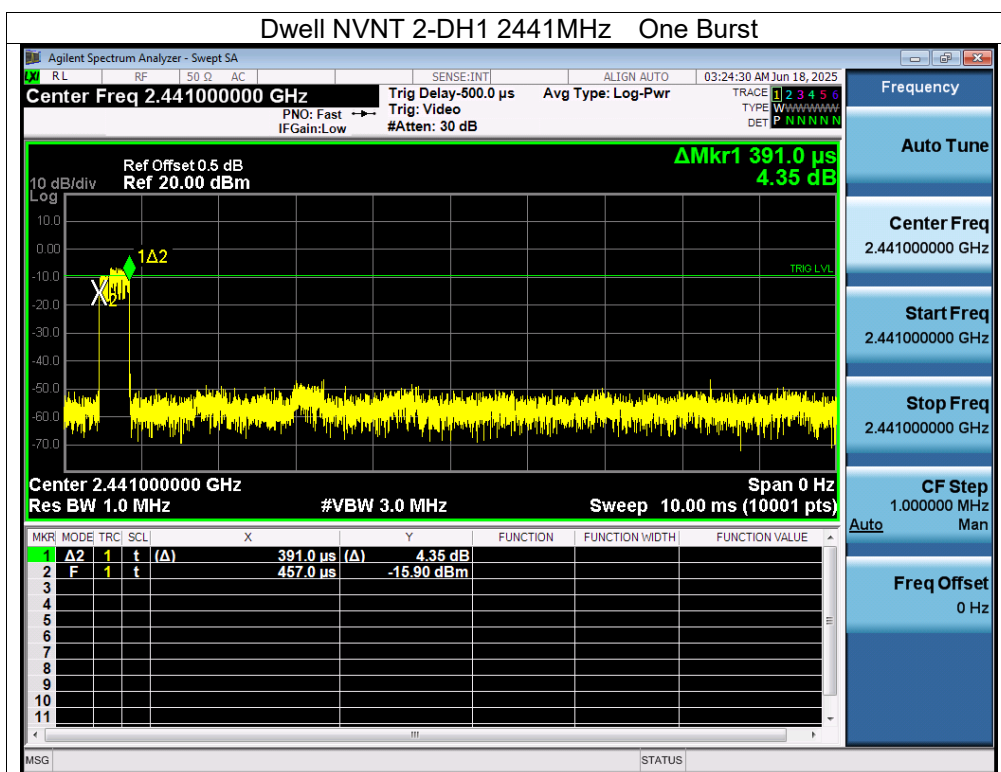 Dwell NVNT 2-DH1 2441MHz One Burst
Agilent Spectrum Analyzer - Swept SA
LXI RL RF 50 Ω AC SENSE:INT ALIGN AUTO 03:24:30 AM Jun 18, 2025
Center Freq 2.441000000 GHz Trig Delay-500.0 µs Avg Type: Log-Pwr TRACE 1 2 3 4 5 6
PNO: Fast Trig: Video TYPE WWWWWW
IFGain:Low #Atten: 30 dB DET P N N N N N
ΔMkr1 391.0 µs
4.35 dB
Ref Offset 0.5 dB
10 dB/div Ref 20.00 dBm
Log
10.0
0.00
1Δ2
-10.0
TRIG LVL
2
-20.0
-30.0
-40.0
-50.0
-60.0
-70.0
Center 2.441000000 GHz Span 0 Hz
Res BW 1.0 MHz #VBW 3.0 MHz Sweep 10.00 ms (10001 pts)
MKR MODE TRC SCL X Y FUNCTION FUNCTION WIDTH FUNCTION VALUE
1 Δ2 1 t (Δ) 391.0 µs (Δ) 4.35 dB
2 F 1 t 457.0 µs -15.90 dBm
3
4
5
6
7
8
9
10
11
MSG STATUS
Frequency
Auto Tune
Center Freq
2.441000000 GHz
Start Freq
2.441000000 GHz
Stop Freq
2.441000000 GHz
CF Step
1.000000 MHz
Auto Man
Freq Offset
0 Hz